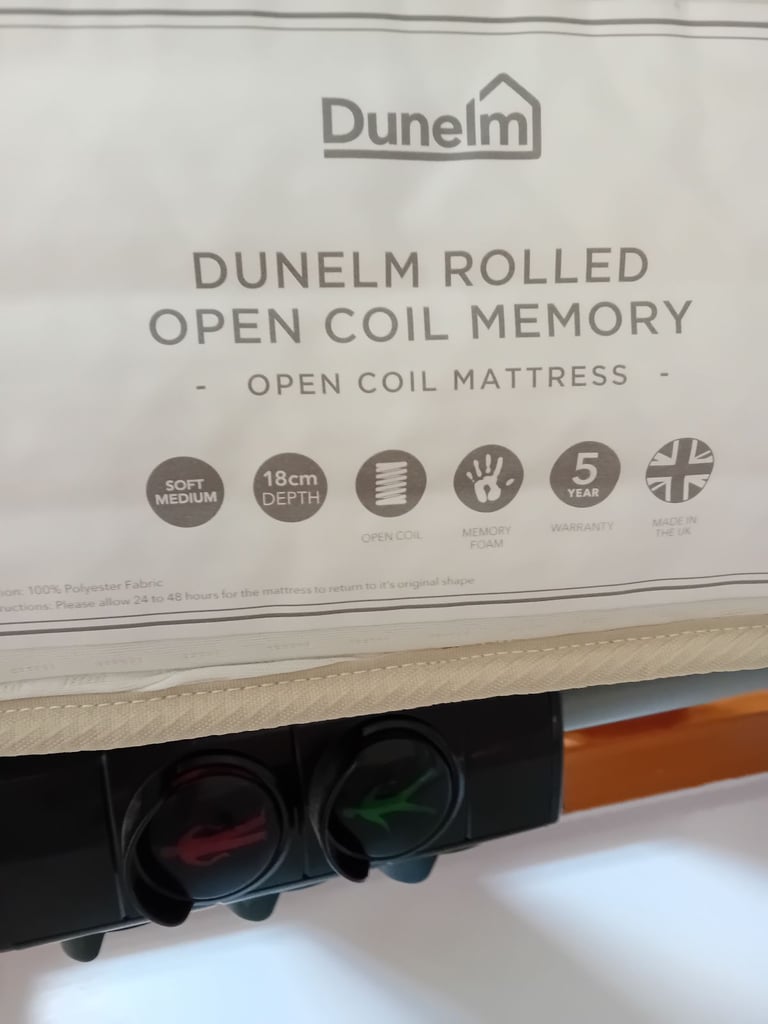 Dunelm
DUNELM ROLLED
OPEN COIL MEMORY
- OPEN COIL MATTRESS -
SOFT
MEDIUM
18cm
DEPTH
OPEN COIL
MEMORY
FOAM
5
YEAR
WARRANTY
MADE IN
THE UK
ion: 100% Polyester Fabric
ructions: Please allow 24 to 48 hours for the mattress to return to it's original shape